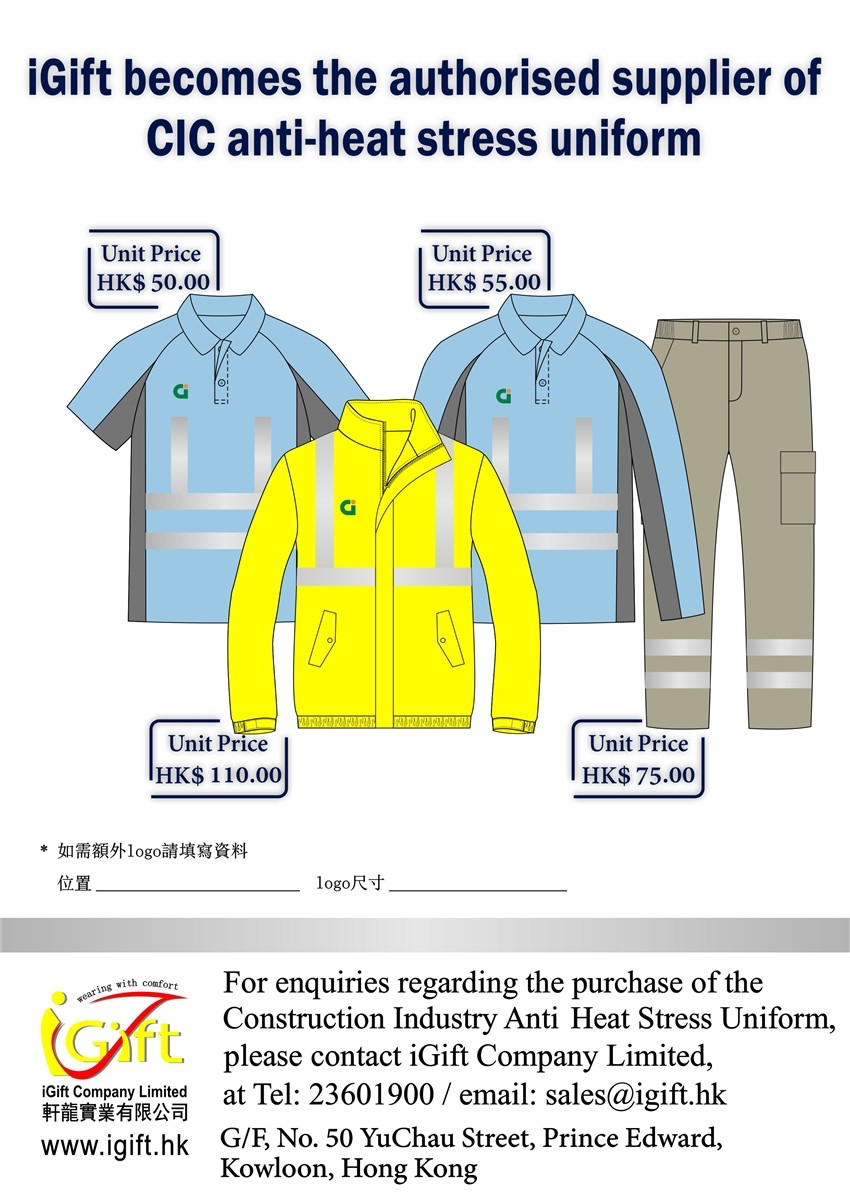 iGift becomes the authorised supplier of
CIC anti-heat stress uniform
Unit Price
HK$ 50.00
Unit Price
HK$ 55.00
Gi
Gi
Gi
Unit Price
HK$ 110.00
Unit Price
HK$ 75.00
* 如需額外logo請填寫資料
位置 ____________ logo尺寸 ____________
wearing with comfort
iGift
iGift Company Limited
軒龍實業有限公司
www.igift.hk
For enquiries regarding the purchase of the
Construction Industry Anti Heat Stress Uniform,
please contact iGift Company Limited,
at Tel: 23601900 / email: sales@igift.hk
G/F, No. 50 YuChau Street, Prince Edward,
Kowloon, Hong Kong